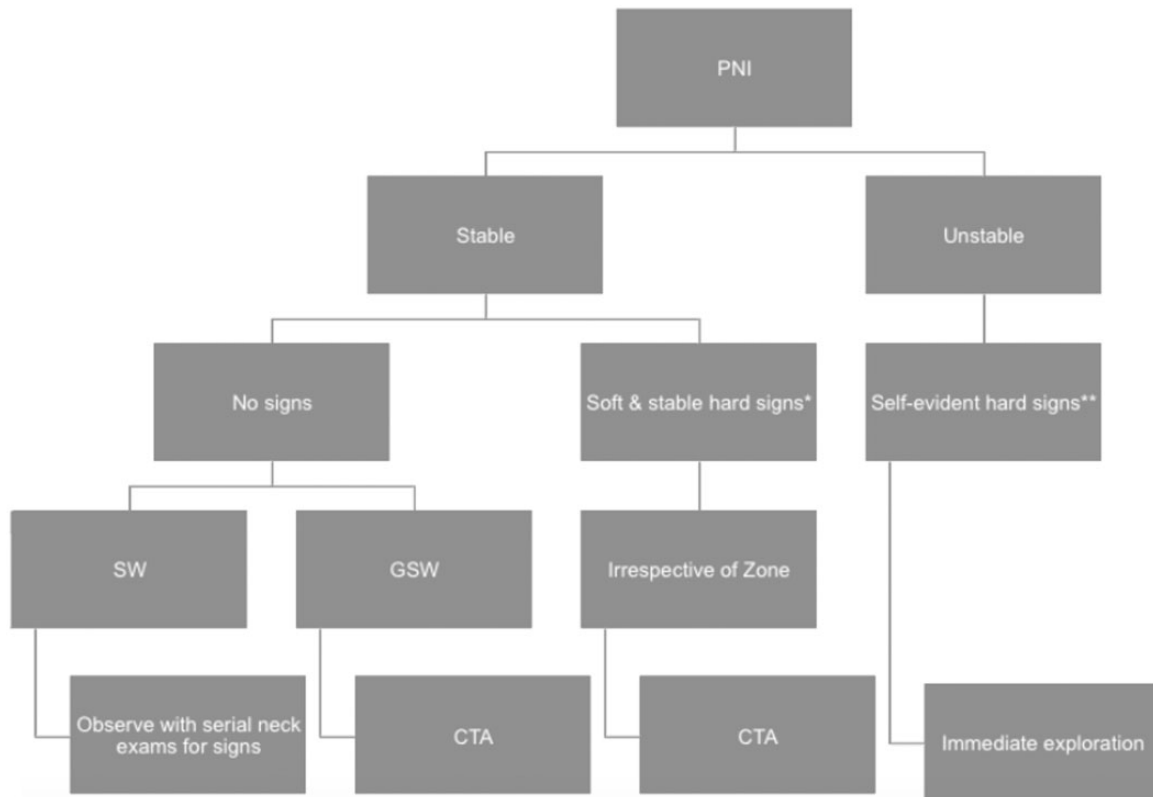 PNI
Stable
Unstable
No signs
Soft & stable hard signs*
Self-evident hard signs**
SW
GSW
Irrespective of Zone
Observe with serial neck
exams for signs
CTA
CTA
Immediate exploration